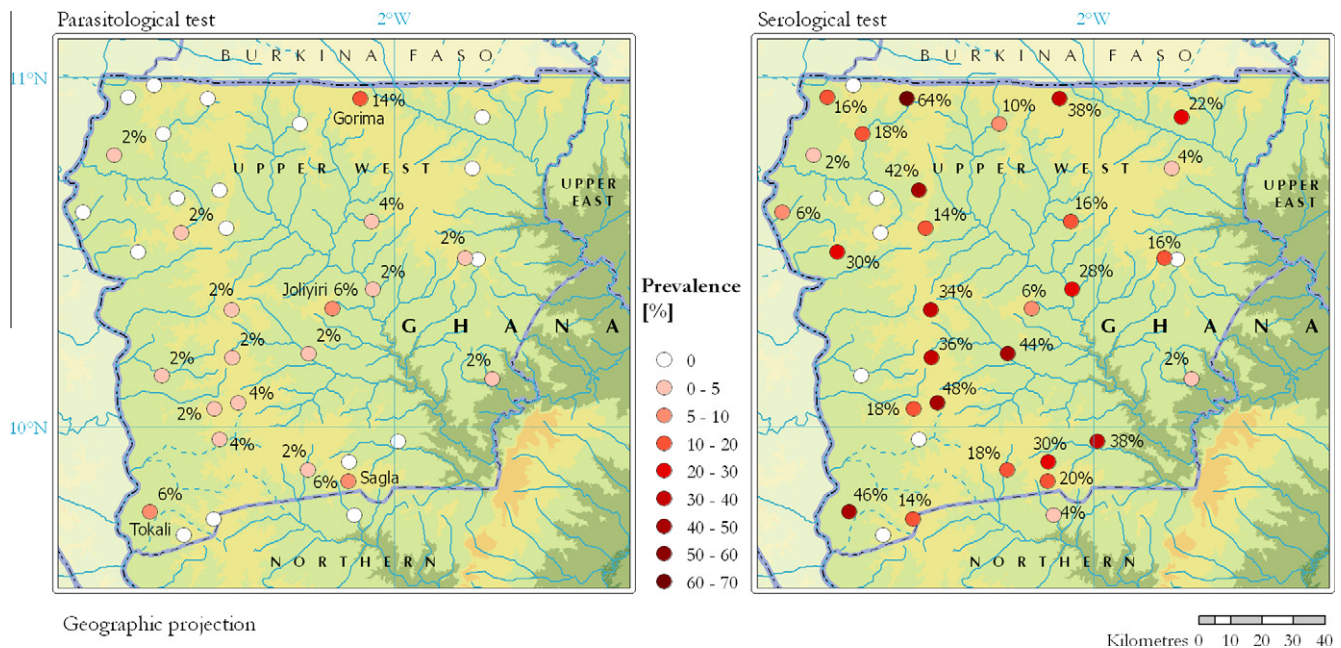 Parasitological test
2°W
BURKINA FASO
11°N
14%
Gorima
2%
UPPER WEST
UPPER
EAST
4%
2%
2%
2%
2%
Joliyiri 6%
GHANA
2%
2%
2%
2%
4%
2%
4%
2%
6%
Sagla
10°N
6%
Tokali
NORTHERN
Geographic projection
Prevalence
[%]
0
0 - 5
5 - 10
10 - 20
20 - 30
30 - 40
40 - 50
50 - 60
60 - 70
Serological test
2°W
BURKINA FASO
16%
64%
10%
38%
22%
18%
2%
UPPER WEST
4%
42%
UPPER
EAST
6%
14%
16%
30%
16%
28%
34%
6%
GHANA
36%
44%
2%
48%
18%
38%
18%
30%
20%
46%
14%
4%
NORTHERN
Kilometres 0 10 20 30 40